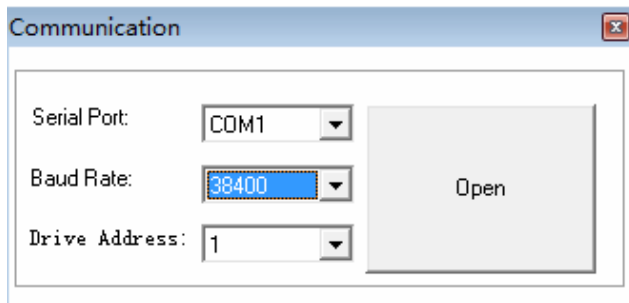 Communication
Serial Port: COM1
Baud Rate: 38400
Open
Drive Address: 1